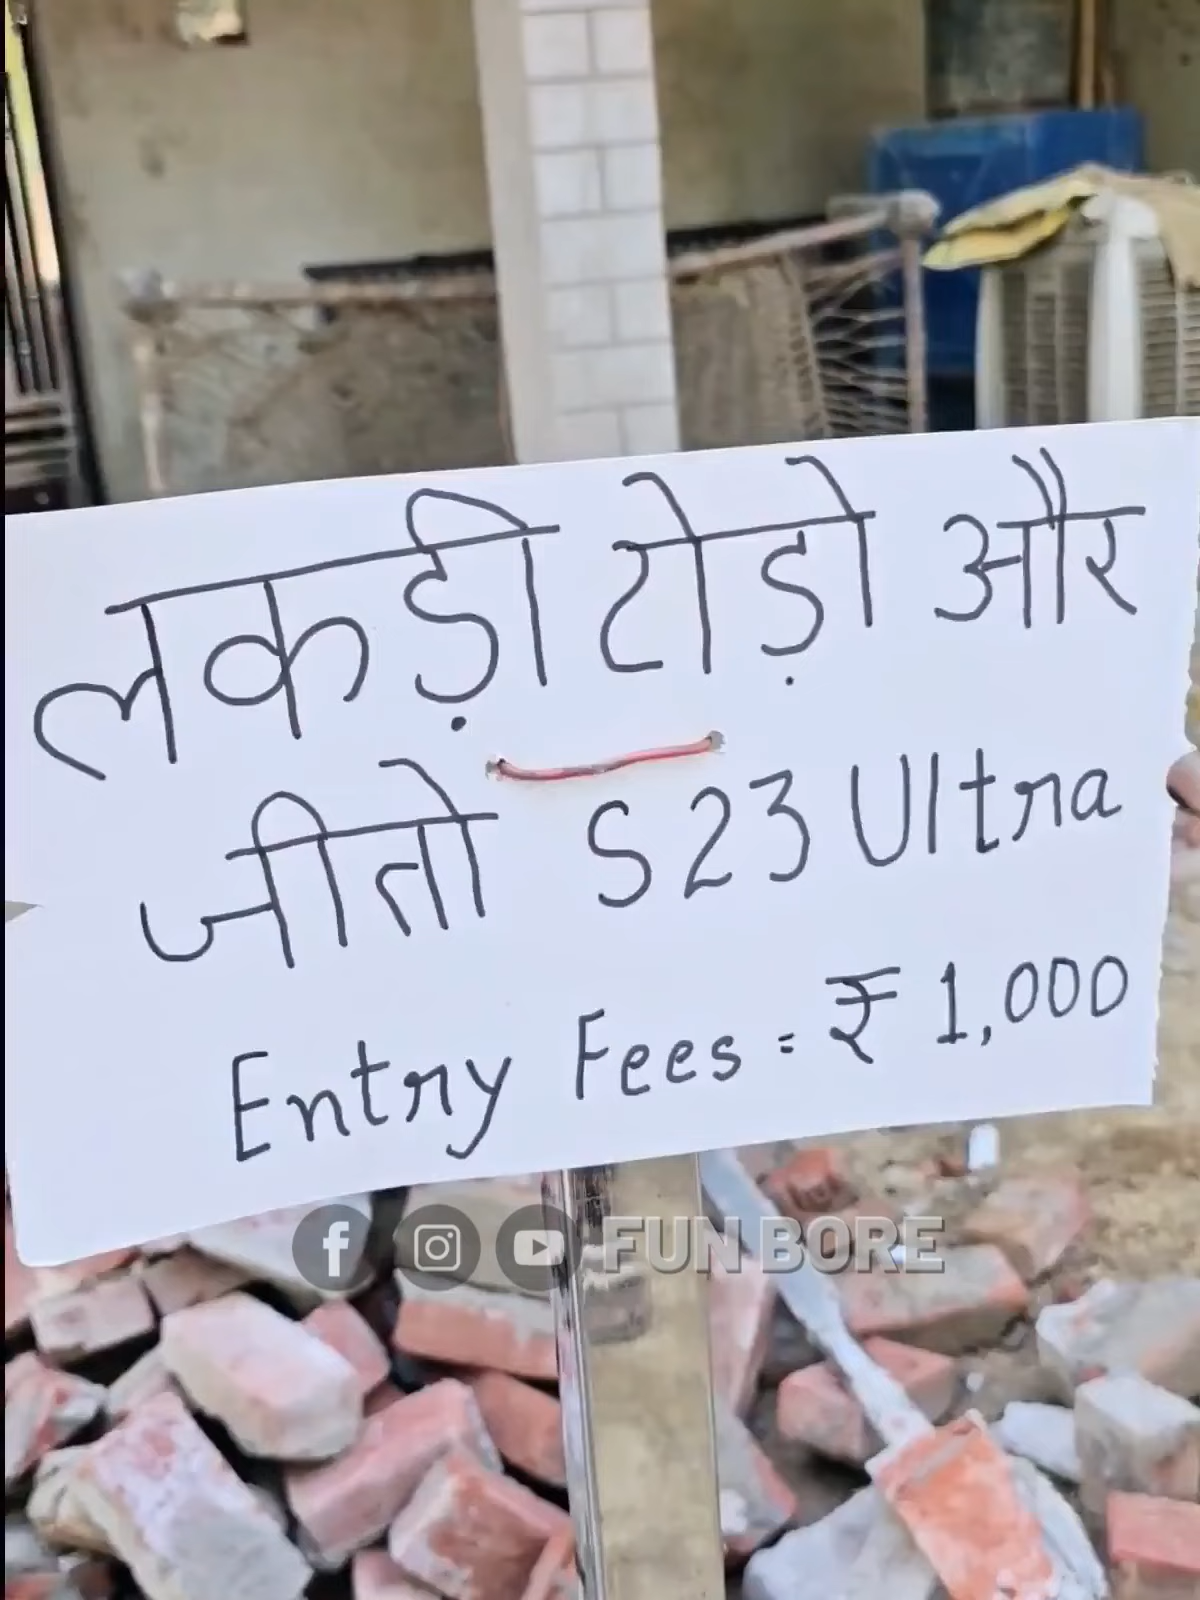 लकड़ी टोड़ो और
जीतो S23 Ultra
Entry Fees = ₹ 1,000
FUN BORE